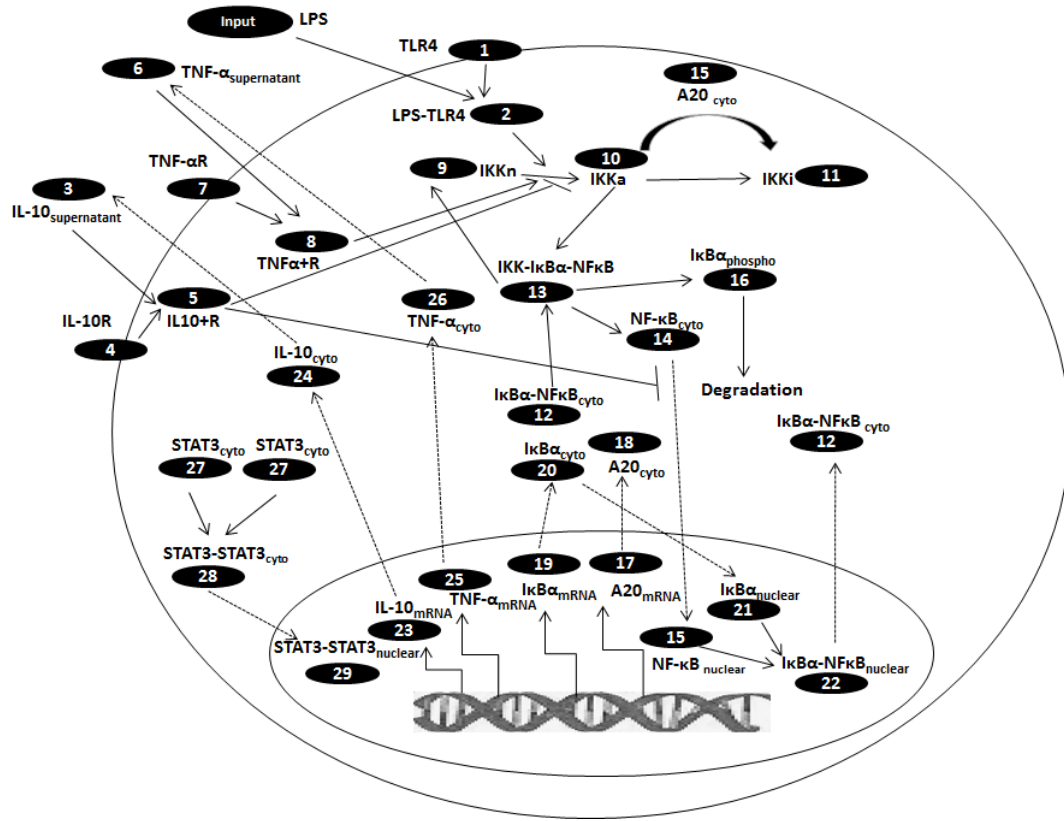 Input LPS
TLR4 1
6 TNF-αsupernatant
15
A20 cyto
LPS-TLR4 2
TNF-αR
7
9 IKKn
10
IKKa
IKKi 11
3
IL-10supernatant
8
TNFα+R
IKK-IκBα-NFκB
13
IκBαphospho
16
5
IL10+R
26
TNF-αcyto
NF-κBcyto
14
IL-10R
4
IL-10cyto
24
Degradation
IκBα-NFκBcyto
12
IκBα-NFκB cyto
12
STAT3cyto
27
STAT3cyto
27
IκBαcyto
20
18
A20cyto
STAT3-STAT3cyto
28
25
TNF-αmRNA
19
IκBαmRNA
17
A20mRNA
IκBαnuclear
21
IL-10mRNA
23
STAT3-STAT3nuclear
29
15
NF-κB nuclear
IκBα-NFκBnuclear
22